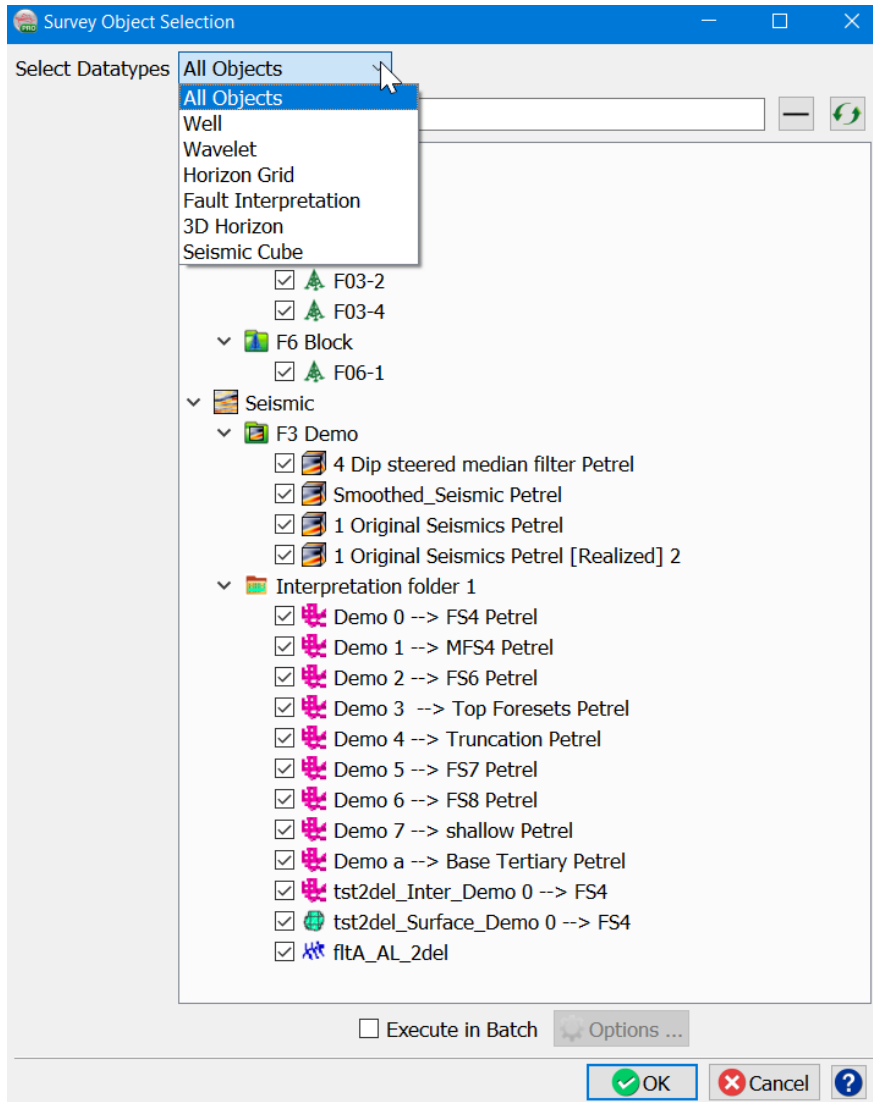 Survey Object Selection
Select Datatypes All Objects
All Objects
Well
Wavelet
Horizon Grid
Fault Interpretation
3D Horizon
Seismic Cube
F03-2
F03-4
F6 Block
F06-1
Seismic
F3 Demo
4 Dip steered median filter Petrel
Smoothed_Seismic Petrel
1 Original Seismics Petrel
1 Original Seismics Petrel [Realized] 2
Interpretation folder 1
Demo 0 --> FS4 Petrel
Demo 1 --> MFS4 Petrel
Demo 2 --> FS6 Petrel
Demo 3 --> Top Foresets Petrel
Demo 4 --> Truncation Petrel
Demo 5 --> FS7 Petrel
Demo 6 --> FS8 Petrel
Demo 7 --> shallow Petrel
Demo a --> Base Tertiary Petrel
tst2del_Inter_Demo 0 --> FS4
tst2del_Surface_Demo 0 --> FS4
fltA_AL_2del
Execute in Batch Options ...
OK Cancel ?